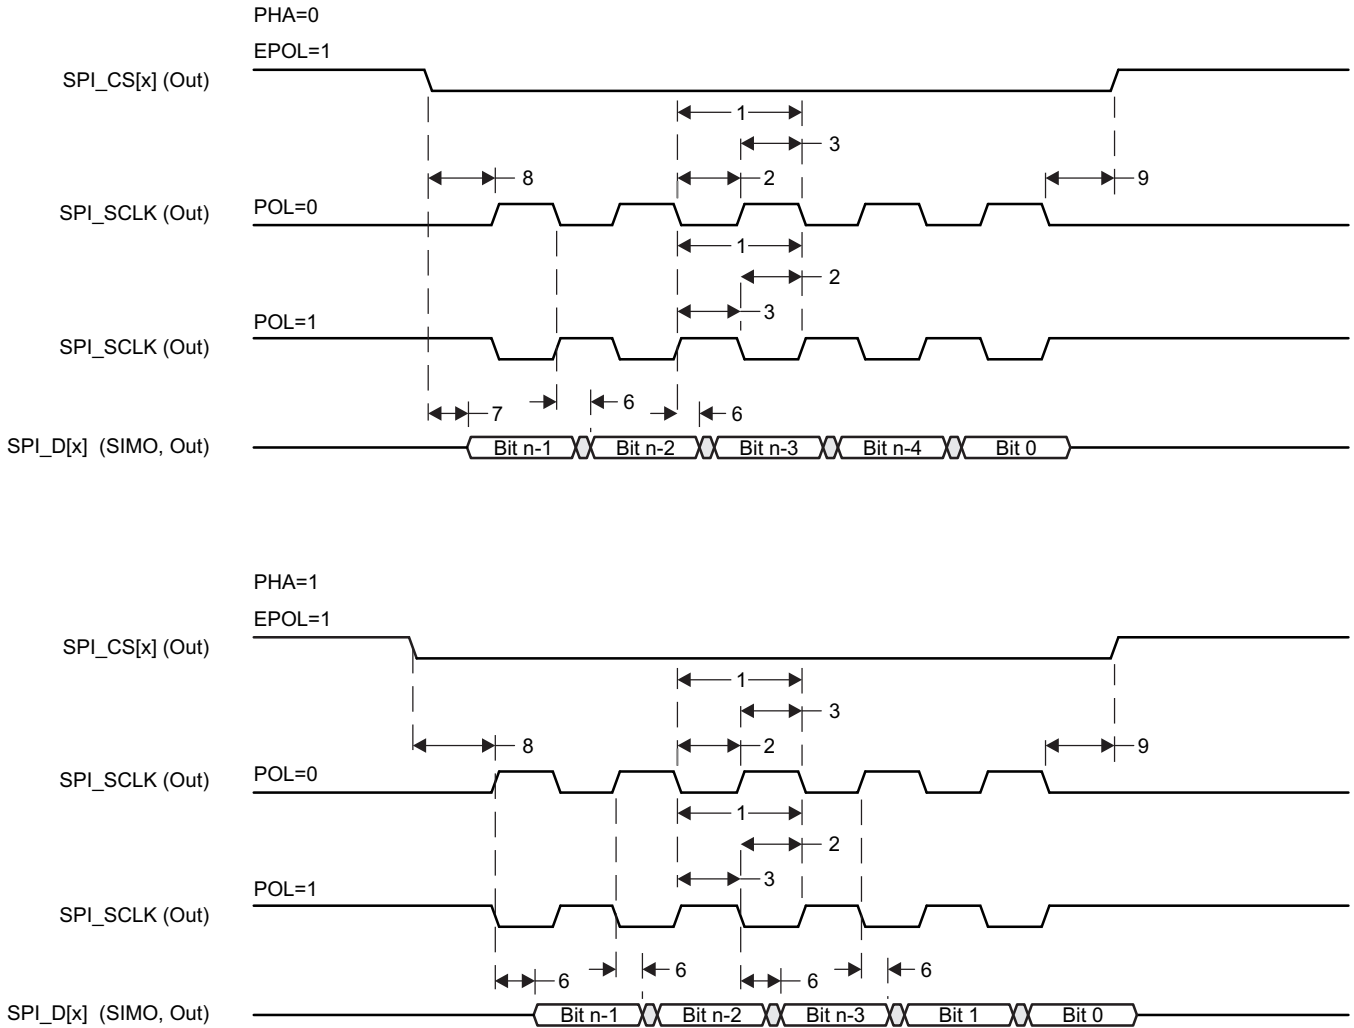 PHA=0
EPOL=1
SPI_CS[x] (Out)
1
3
8
2
9
SPI_SCLK (Out)
POL=0
1
2
3
POL=1
SPI_SCLK (Out)
7
6
6
SPI_D[x] (SIMO, Out)
Bit n-1
Bit n-2
Bit n-3
Bit n-4
Bit 0
PHA=1
EPOL=1
SPI_CS[x] (Out)
1
3
8
2
9
SPI_SCLK (Out)
POL=0
1
2
3
POL=1
SPI_SCLK (Out)
6
6
6
6
SPI_D[x] (SIMO, Out)
Bit n-1
Bit n-2
Bit n-3
Bit 1
Bit 0